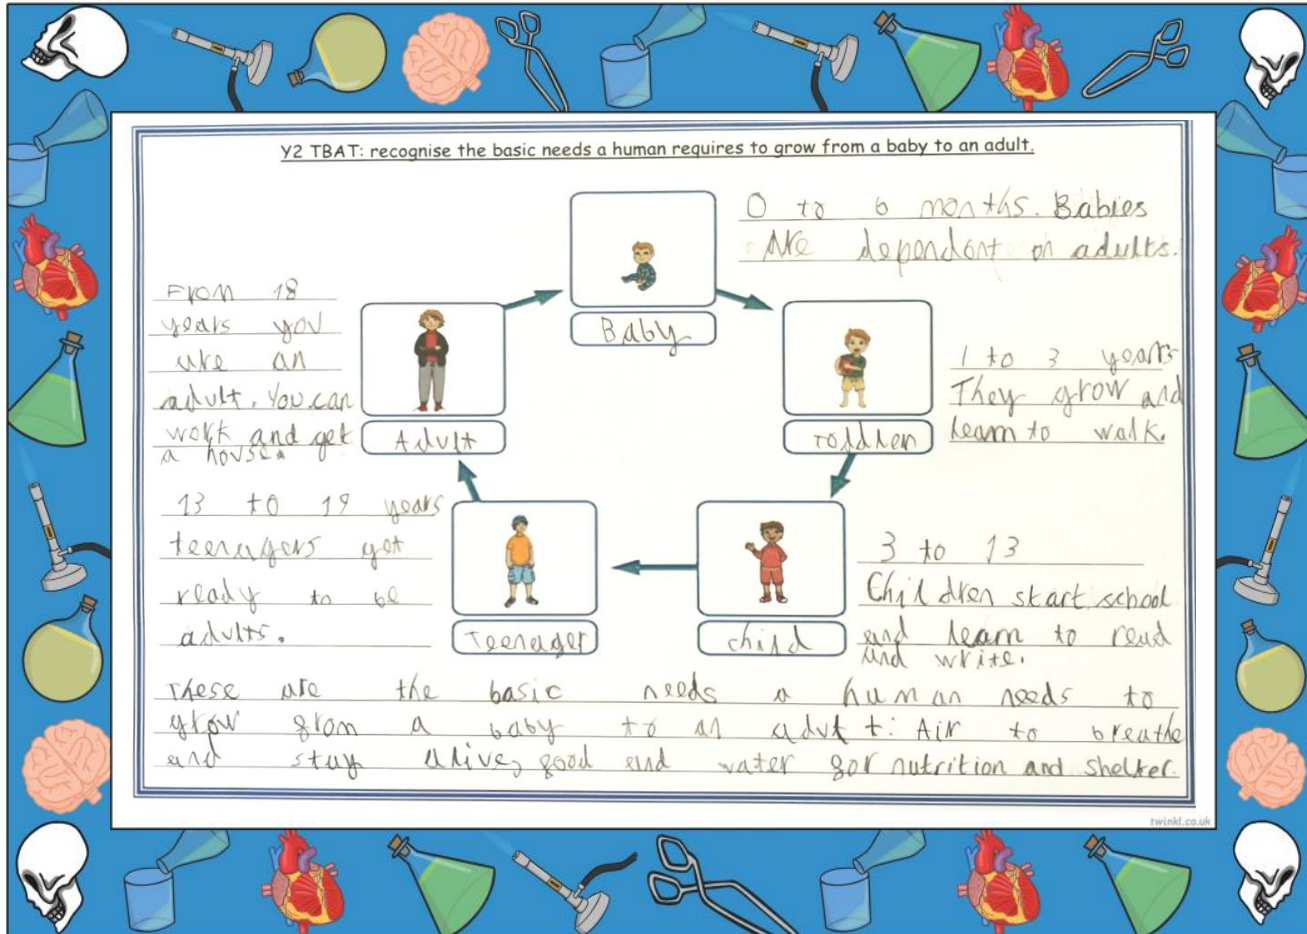 Y2 TBAT: recognise the basic needs a human requires to grow from a baby to an adult.
Baby
0 to 6 months. Babies
Are dependant on adults.
toddren
1 to 3 years
They grow and
learn to walk.
child
3 to 13
Children start school
and learn to read
and write.
Teenager
13 to 19 years
teenagers get
ready to be
adults.
Adult
From 18
years you
are an
adult. You can
work and get
a house.
These are the basic needs a human needs to
grow from a baby to an adult: Air to breathe
and stay alive, food and water for nutrition and shelter.
twinkl.co.uk